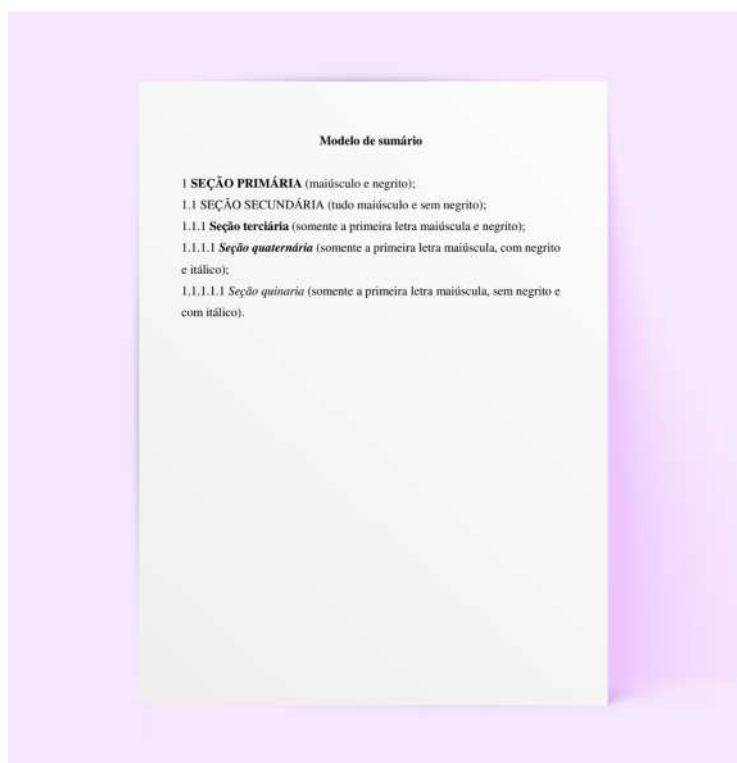 Modelo de sumário
1 SEÇÃO PRIMÁRIA (maiúsculo e negrito);
1.1 SEÇÃO SECUNDÁRIA (tudo maiúsculo e sem negrito);
1.1.1 Seção terciária (somente a primeira letra maiúscula e negrito);
1.1.1.1 Seção quaternária (somente a primeira letra maiúscula, com negrito
e itálico);
1.1.1.1.1 Seção quinaria (somente a primeira letra maiúscula, sem negrito e
com itálico).